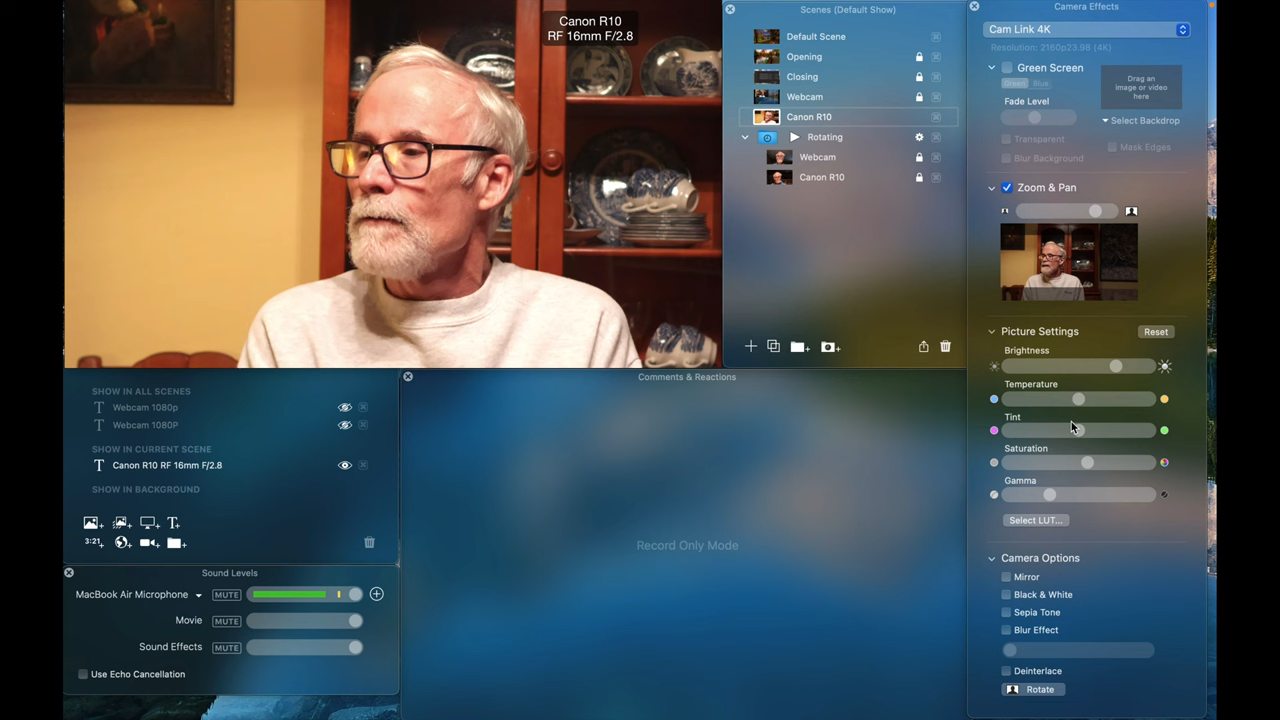 Canon R10
RF 16mm F/2.8
Scenes (Default Show)
Default Scene
Opening
Closing
Webcam
Canon R10
Rotating
Webcam
Canon R10
Camera Effects
Cam Link 4K
Resolution: 2160p23.98 (4K)
Green Screen
Green Blue
Drag an
image or video
here
Fade Level
Select Backdrop
Transparent
Mask Edges
Blur Background
Zoom & Pan
Picture Settings
Reset
Brightness
Temperature
Tint
Saturation
Gamma
Select LUT...
Camera Options
Mirror
Black & White
Sepia Tone
Blur Effect
Deinterlace
Rotate
SHOW IN ALL SCENES
T Webcam 1080p
T Webcam 1080P
SHOW IN CURRENT SCENE
T Canon R10 RF 16mm F/2.8
SHOW IN BACKGROUND
T+
3:21+
Sound Levels
MacBook Air Microphone
MUTE
Movie
MUTE
Sound Effects
MUTE
Use Echo Cancellation
Comments & Reactions
Record Only Mode